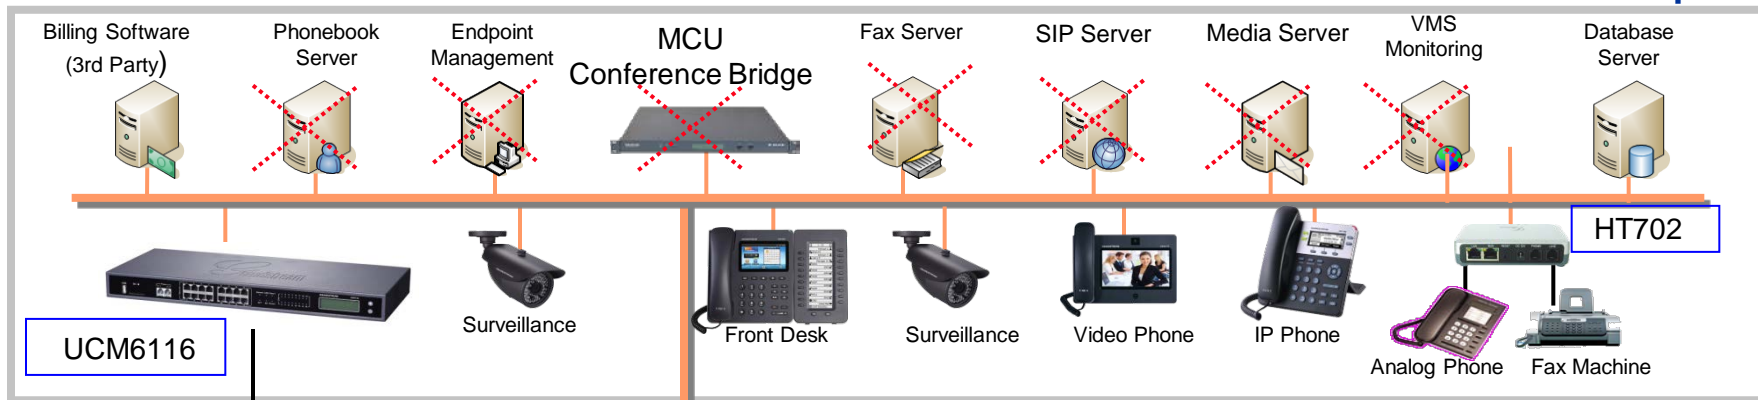 Billing Software
(3rd Party)
Phonebook
Server
Endpoint
Management
MCU
Conference Bridge
Fax Server
SIP Server
Media Server
VMS
Monitoring
Database
Server
UCM6116
Surveillance
Front Desk
Surveillance
Video Phone
IP Phone
HT702
Analog Phone
Fax Machine